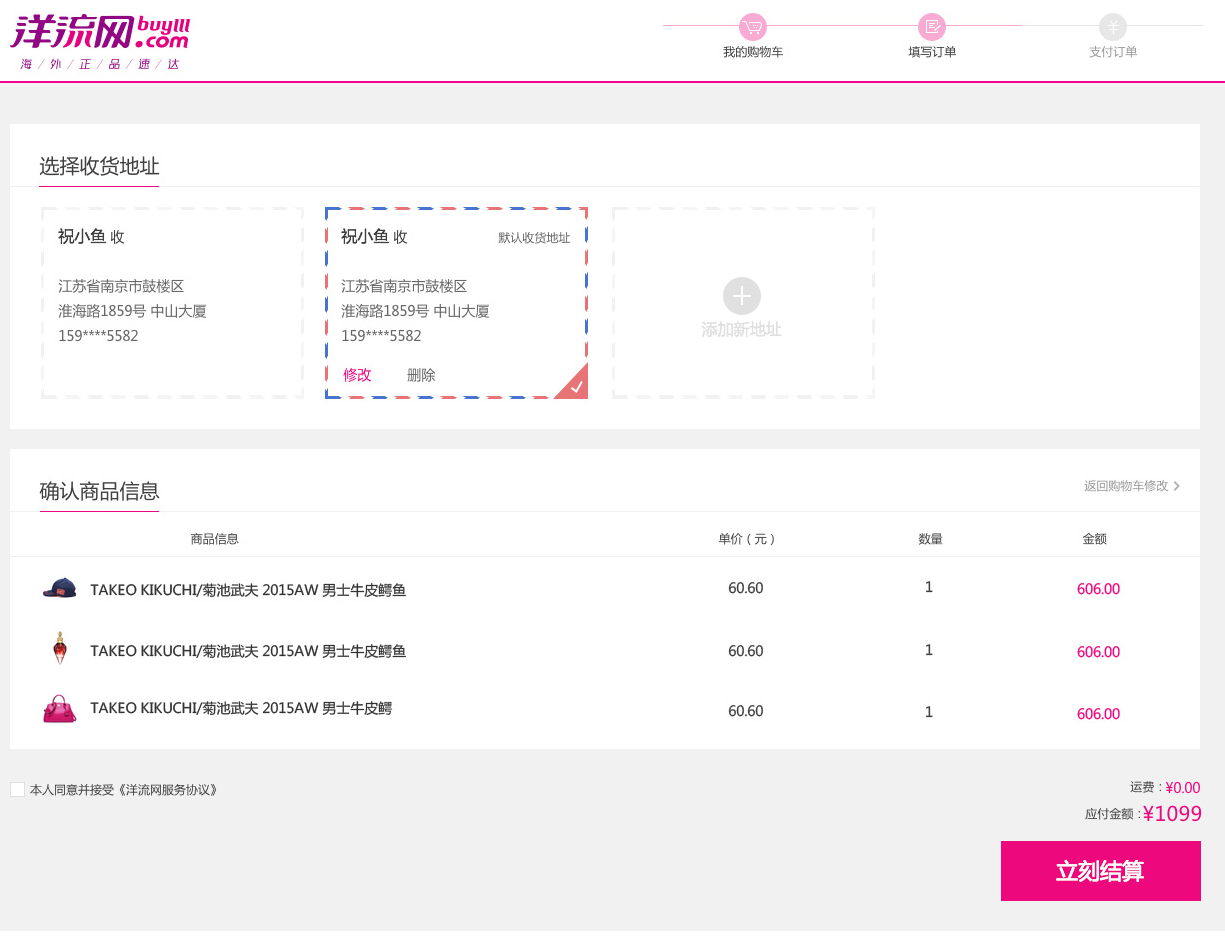 洋流网buylll.com
海/外/正/品/速/达
我的购物车 填写订单 支付订单
选择收货地址
祝小鱼 收
江苏省南京市鼓楼区
淮海路1859号 中山大厦
159****5582
祝小鱼 收 默认收货地址
江苏省南京市鼓楼区
淮海路1859号 中山大厦
159****5582
修改 删除
添加新地址
确认商品信息 返回购物车修改
商品信息 单价（元） 数量 金额
TAKEO KIKUCHI/菊池武夫 2015AW 男士牛皮鳄鱼 60.60 1 606.00
TAKEO KIKUCHI/菊池武夫 2015AW 男士牛皮鳄鱼 60.60 1 606.00
TAKEO KIKUCHI/菊池武夫 2015AW 男士牛皮鳄 60.60 1 606.00
本人同意并接受《洋流网服务协议》
运费：¥0.00
应付金额：¥1099
立刻结算